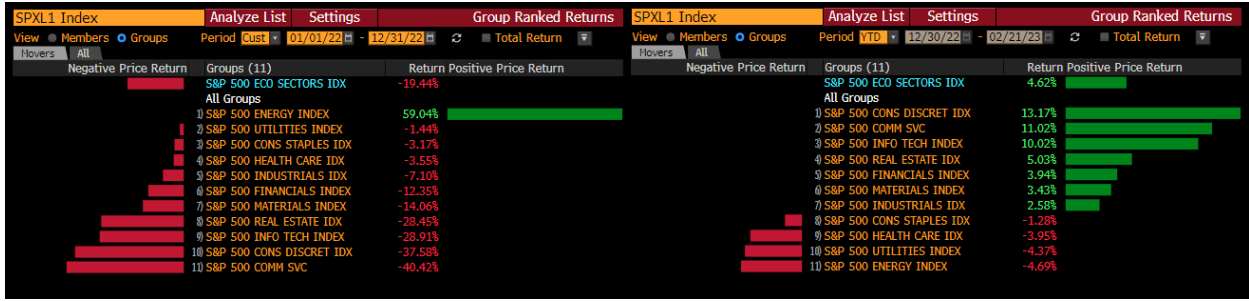 SPXL1 Index Analyze List Settings Group Ranked Returns
View Members Groups Period Cust 01/01/22 - 12/31/22 Total Return
Movers All
Negative Price Return Groups (11) Return Positive Price Return
S&P 500 ECO SECTORS IDX -19.44%
All Groups
1) S&P 500 ENERGY INDEX 59.04%
2) S&P 500 UTILITIES INDEX -1.44%
3) S&P 500 CONS STAPLES IDX -3.17%
4) S&P 500 HEALTH CARE IDX -3.55%
5) S&P 500 INDUSTRIALS IDX -7.10%
6) S&P 500 FINANCIALS INDEX -12.35%
7) S&P 500 MATERIALS INDEX -14.06%
8) S&P 500 REAL ESTATE IDX -28.45%
9) S&P 500 INFO TECH INDEX -28.91%
10) S&P 500 CONS DISCRET IDX -37.58%
11) S&P 500 COMM SVC -40.42%
SPXL1 Index Analyze List Settings Group Ranked Returns
View Members Groups Period YTD 12/30/22 - 02/21/23 Total Return
Movers All
Negative Price Return Groups (11) Return Positive Price Return
S&P 500 ECO SECTORS IDX 4.62%
All Groups
1) S&P 500 CONS DISCRET IDX 13.17%
2) S&P 500 COMM SVC 11.02%
3) S&P 500 INFO TECH INDEX 10.02%
4) S&P 500 REAL ESTATE IDX 5.03%
5) S&P 500 FINANCIALS INDEX 3.94%
6) S&P 500 MATERIALS INDEX 3.43%
7) S&P 500 INDUSTRIALS IDX 2.58%
8) S&P 500 CONS STAPLES IDX -1.28%
9) S&P 500 HEALTH CARE IDX -3.95%
10) S&P 500 UTILITIES INDEX -4.37%
11) S&P 500 ENERGY INDEX -4.69%